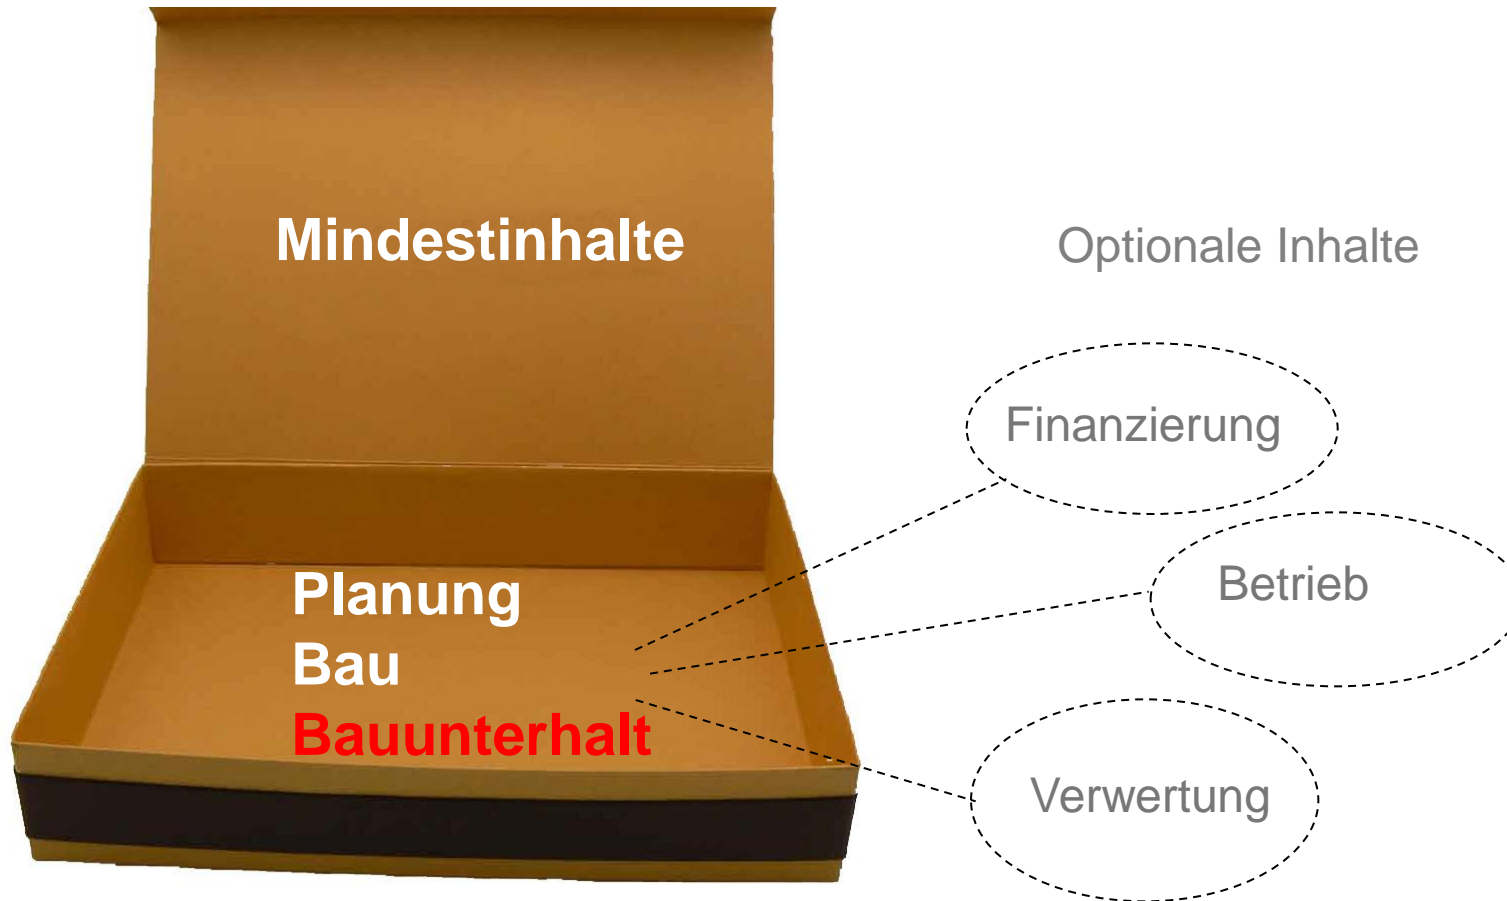 Mindestinhalte
Optionale Inhalte
Finanzierung
Betrieb
Planung
Bau
Bauunterhalt
Verwertung